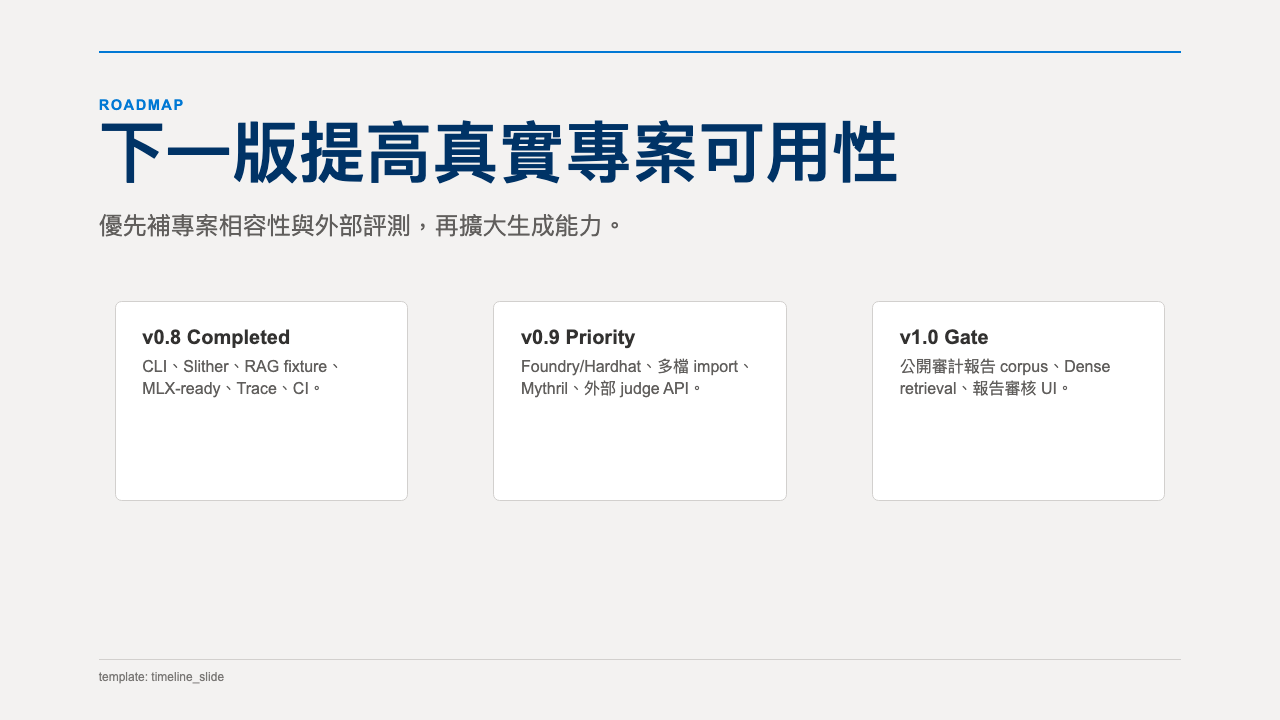 ROADMAP
下一版提高真實專案可用性
優先補專案相容性與外部評測，再擴大生成能力。
v0.8 Completed
CLI、Slither、RAG fixture、
MLX-ready、Trace、CI。
v0.9 Priority
Foundry/Hardhat、多檔 import、
Mythril、外部 judge API。
v1.0 Gate
公開審計報告 corpus、Dense
retrieval、報告審核 UI。
template: timeline_slide